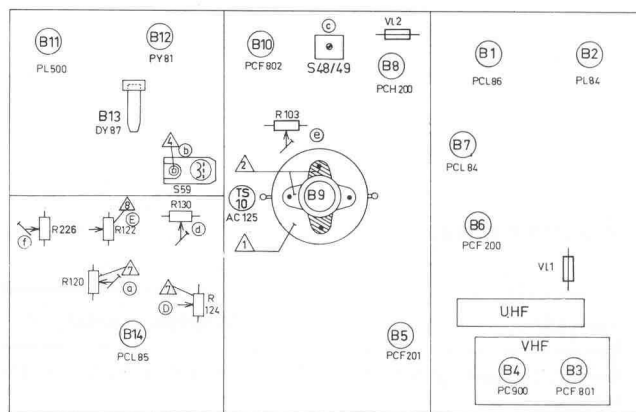 B11
PL500
B12
PY81
B13
DY87
4
b
S59
B10
PCF802
c
S48/49
VL2
B8
PCH200
R103
e
2
B9
TS
10
AC125
1
B1
PCL86
B2
PL84
B7
PCL84
B6
PCF200
VL1
UHF
VHF
B4
PC900
B3
PCF801
f
R226
8
E
R122
R130
d
R120
7
a
7
D
R
124
B14
PCL85
B5
PCF201